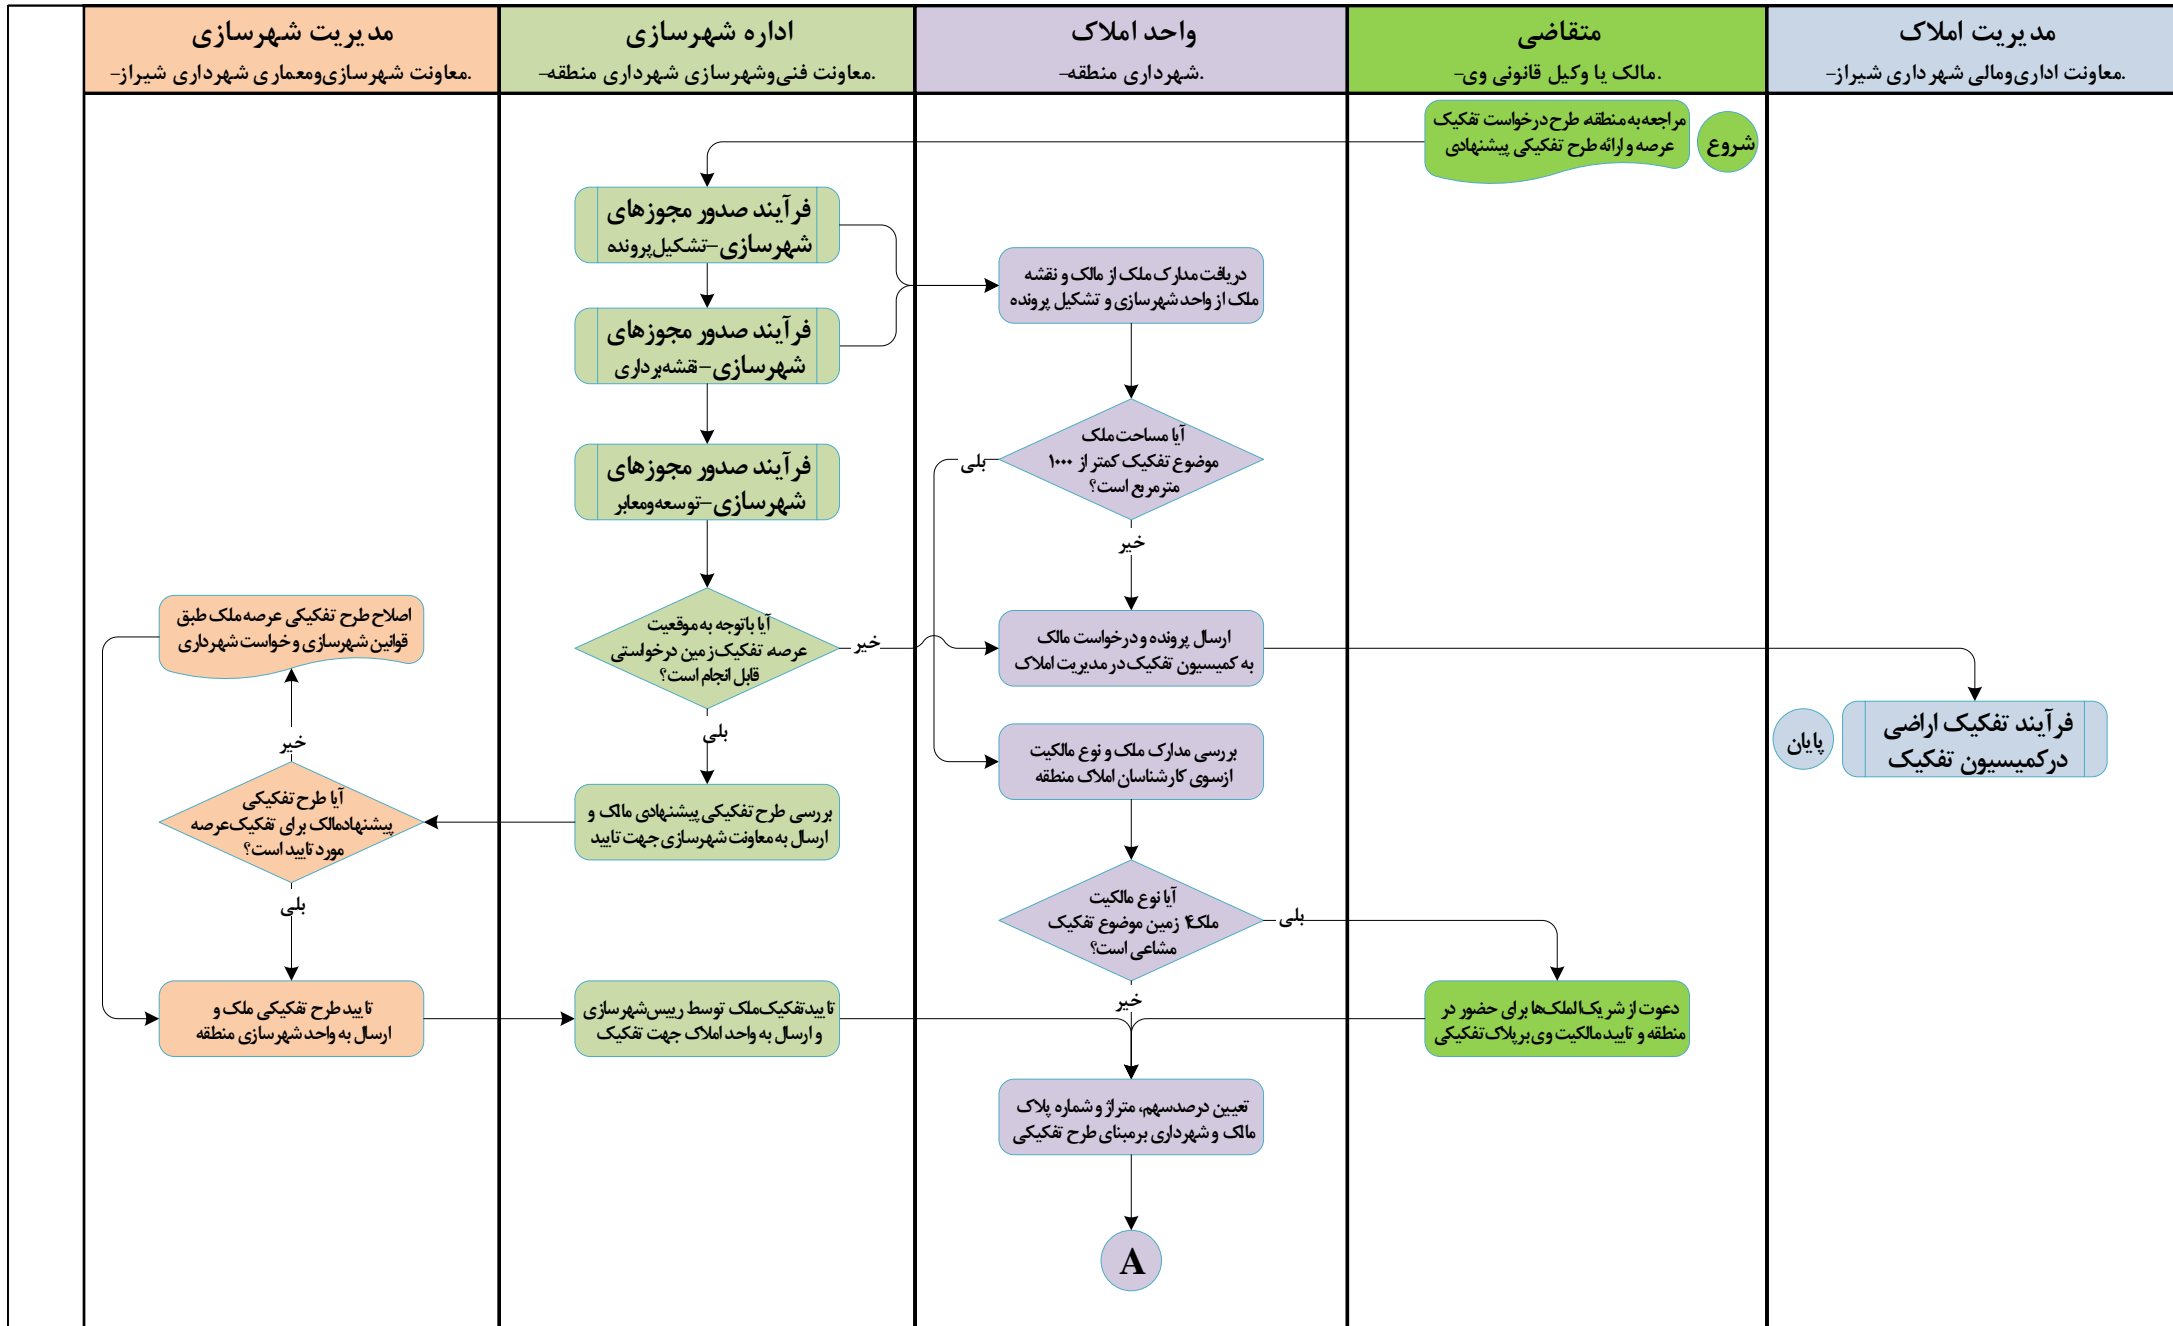 مدیریت املاک
معاونت اداری‌ومالی شهرداری شیراز-.
متقاضی
مالک یا وکیل قانونی وی-.
واحد املاک
شهرداری منطقه-.
اداره شهرسازی
معاونت فنی‌وشهرسازی شهرداری منطقه-.
مدیریت شهرسازی
معاونت شهرسازی‌ومعماری شهرداری شیراز-.
شروع
مراجعه به منطقه، طرح درخواست تفکیک
عرصه و ارائه طرح تفکیکی پیشنهادی
فرآیند صدور مجوزهای
شهرسازی-تشکیل‌پرونده
دریافت مدارک ملک از مالک و نقشه
ملک از واحد شهرسازی و تشکیل پرونده
فرآیند صدور مجوزهای
شهرسازی-نقشه‌برداری
آیا مساحت ملک
موضوع تفکیک کمتر از ۱۰۰۰
مترمربع است؟
بلی
خیر
فرآیند صدور مجوزهای
شهرسازی-توسعه‌ومعابر
آیا باتوجه به موقعیت
عرصه، تفکیک زمین درخواستی
قابل انجام است؟
خیر
بلی
ارسال پرونده و درخواست مالک
به کمیسیون تفکیک در مدیریت املاک
اصلاح طرح تفکیکی عرصه ملک طبق
قوانین شهرسازی و خواست شهرداری
فرآیند تفکیک اراضی
درکمیسیون تفکیک
پایان
بررسی مدارک ملک و نوع مالکیت
ازسوی کارشناسان املاک منطقه
خیر
آیا طرح تفکیکی
پیشنهادمالک برای تفکیک عرصه
مورد تایید است؟
بلی
بررسی طرح تفکیکی پیشنهادی مالک و
ارسال به معاونت شهرسازی جهت تایید
آیا نوع مالکیت
ملک۴ زمین موضوع تفکیک
مشاعی است؟
بلی
خیر
دعوت از شریک‌الملک‌ها برای حضور در
منطقه و تایید مالکیت وی برپلاک تفکیکی
تایید تفکیک ملک توسط رییس شهرسازی
و ارسال به واحد املاک جهت تفکیک
تایید طرح تفکیکی ملک و
ارسال به واحد شهرسازی منطقه
تعیین درصدسهم، متراژ و شماره پلاک
مالک و شهرداری برمبنای طرح تفکیکی
A